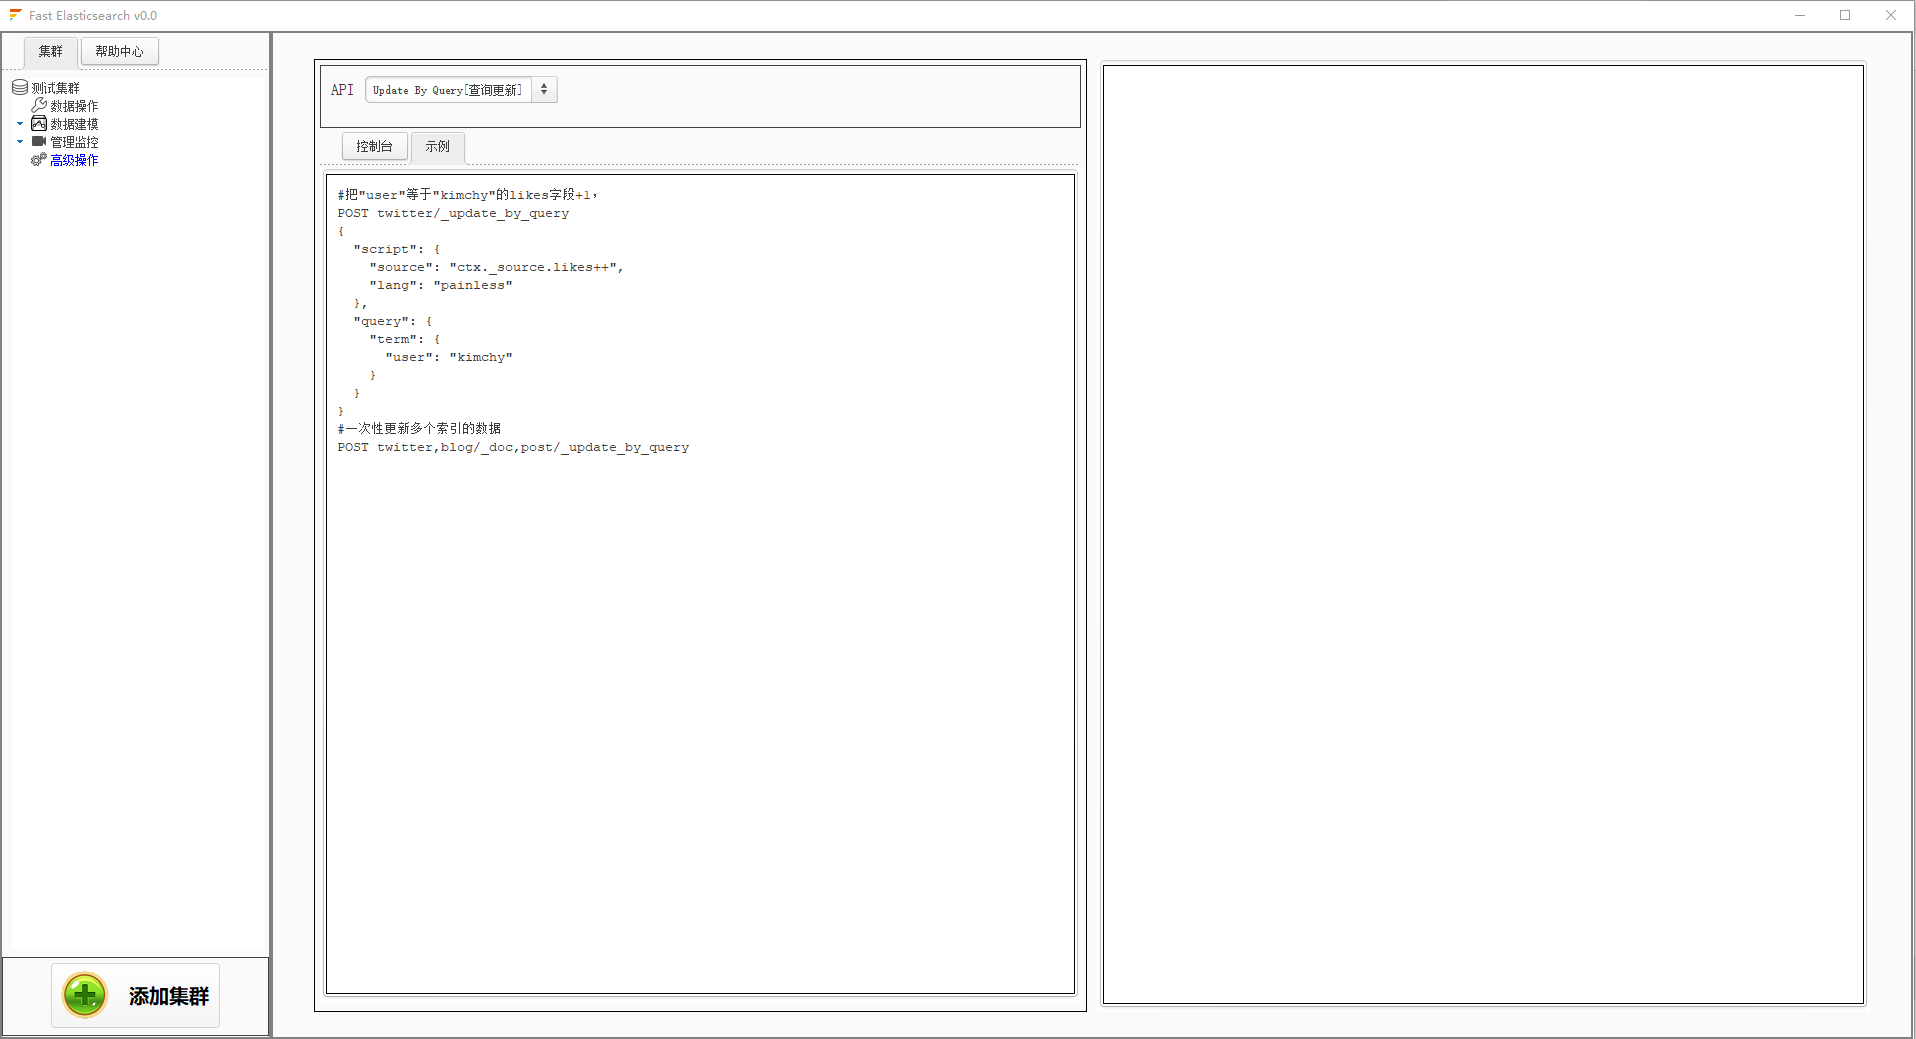 Fast Elasticsearch v0.0
集群 帮助中心
测试集群
数据操作
数据建模
管理监控
高级操作
添加集群
API Update By Query[查询更新]
控制台 示例
#把"user"等于"kimchy"的likes字段+1，
POST twitter/_update_by_query
{
  "script": {
    "source": "ctx._source.likes++",
    "lang": "painless"
  },
  "query": {
    "term": {
      "user": "kimchy"
    }
  }
}
#一次性更新多个索引的数据
POST twitter,blog/_doc,post/_update_by_query